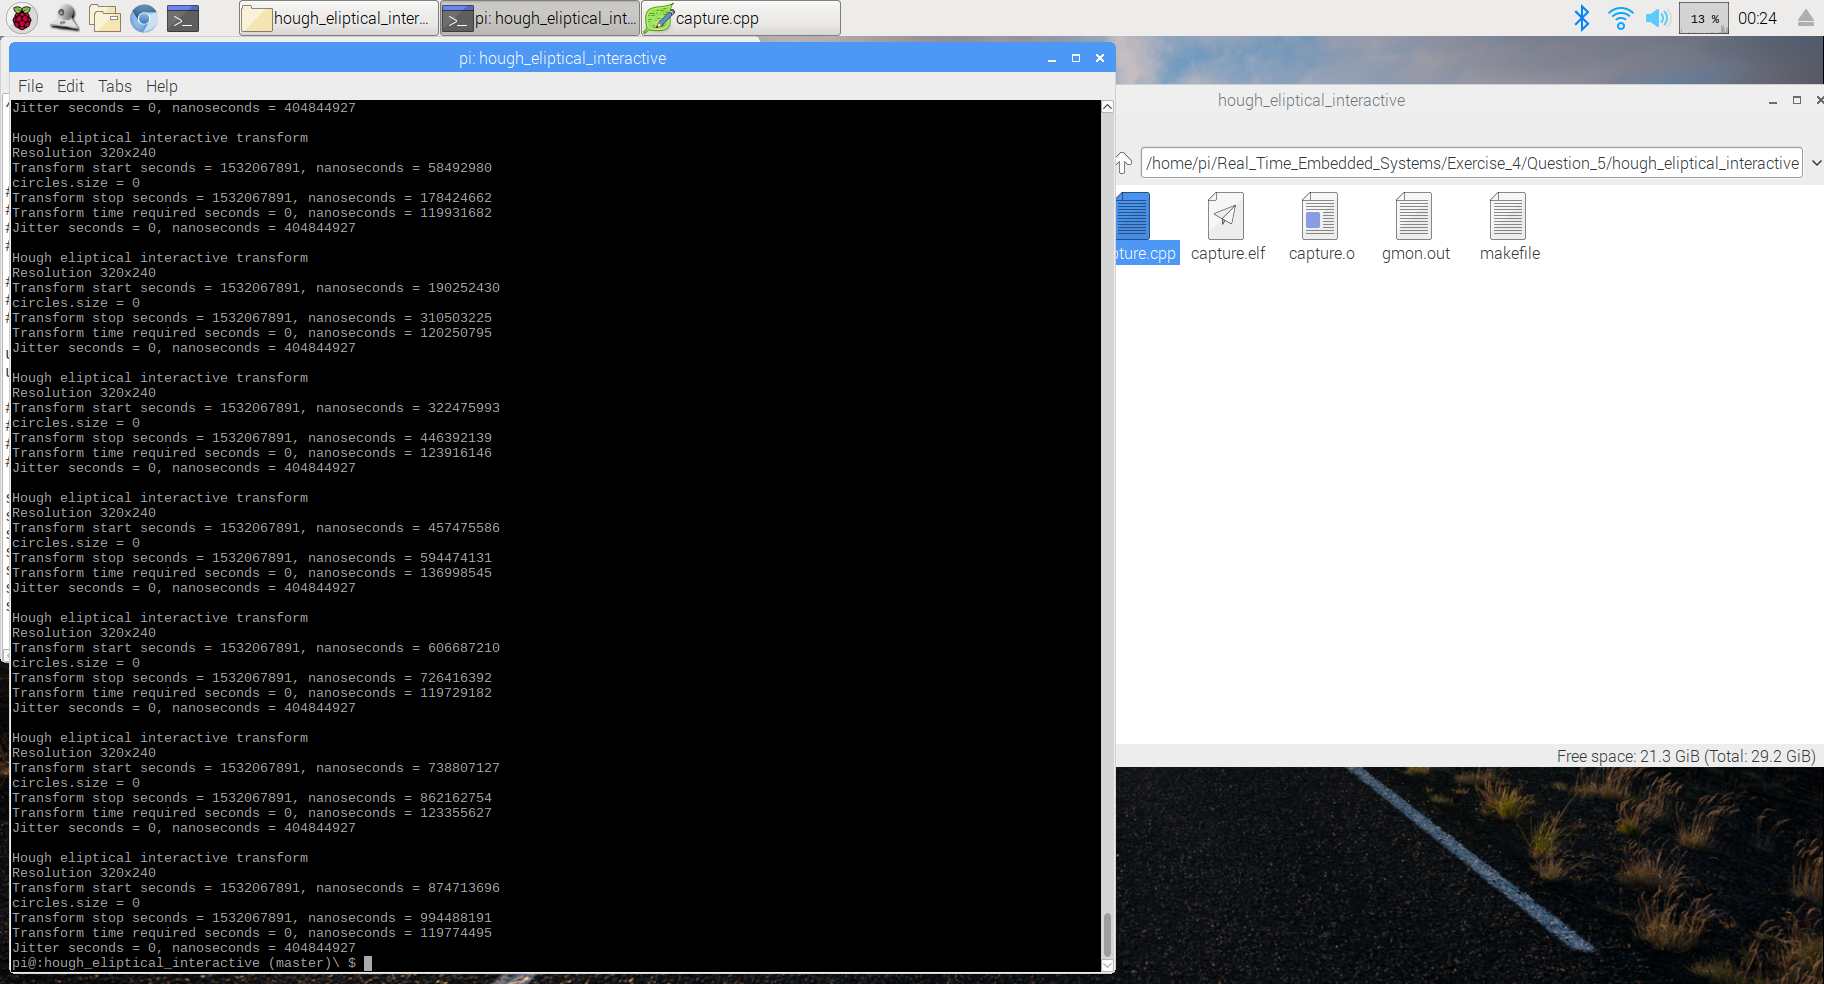 hough_eliptical_inter...
pi: hough_eliptical_int...
capture.cpp
13 %
00:24
pi: hough_eliptical_interactive
File Edit Tabs Help
Jitter seconds = 0, nanoseconds = 404844927
Hough eliptical interactive transform
Resolution 320x240
Transform start seconds = 1532067891, nanoseconds = 58492980
circles.size = 0
Transform stop seconds = 1532067891, nanoseconds = 178424662
Transform time required seconds = 0, nanoseconds = 119931682
Jitter seconds = 0, nanoseconds = 404844927
Hough eliptical interactive transform
Resolution 320x240
Transform start seconds = 1532067891, nanoseconds = 190252430
circles.size = 0
Transform stop seconds = 1532067891, nanoseconds = 310503225
Transform time required seconds = 0, nanoseconds = 120250795
Jitter seconds = 0, nanoseconds = 404844927
Hough eliptical interactive transform
Resolution 320x240
Transform start seconds = 1532067891, nanoseconds = 322475993
circles.size = 0
Transform stop seconds = 1532067891, nanoseconds = 446392139
Transform time required seconds = 0, nanoseconds = 123916146
Jitter seconds = 0, nanoseconds = 404844927
Hough eliptical interactive transform
Resolution 320x240
Transform start seconds = 1532067891, nanoseconds = 457475586
circles.size = 0
Transform stop seconds = 1532067891, nanoseconds = 594474131
Transform time required seconds = 0, nanoseconds = 136998545
Jitter seconds = 0, nanoseconds = 404844927
Hough eliptical interactive transform
Resolution 320x240
Transform start seconds = 1532067891, nanoseconds = 606687210
circles.size = 0
Transform stop seconds = 1532067891, nanoseconds = 726416392
Transform time required seconds = 0, nanoseconds = 119729182
Jitter seconds = 0, nanoseconds = 404844927
Hough eliptical interactive transform
Resolution 320x240
Transform start seconds = 1532067891, nanoseconds = 738807127
circles.size = 0
Transform stop seconds = 1532067891, nanoseconds = 862162754
Transform time required seconds = 0, nanoseconds = 123355627
Jitter seconds = 0, nanoseconds = 404844927
Hough eliptical interactive transform
Resolution 320x240
Transform start seconds = 1532067891, nanoseconds = 874713696
circles.size = 0
Transform stop seconds = 1532067891, nanoseconds = 994488191
Transform time required seconds = 0, nanoseconds = 119774495
Jitter seconds = 0, nanoseconds = 404844927
pi@:hough_eliptical_interactive (master)\ $
hough_eliptical_interactive
/home/pi/Real_Time_Embedded_Systems/Exercise_4/Question_5/hough_eliptical_interactive
pture.cpp
capture.elf
capture.o
gmon.out
makefile
Free space: 21.3 GiB (Total: 29.2 GiB)